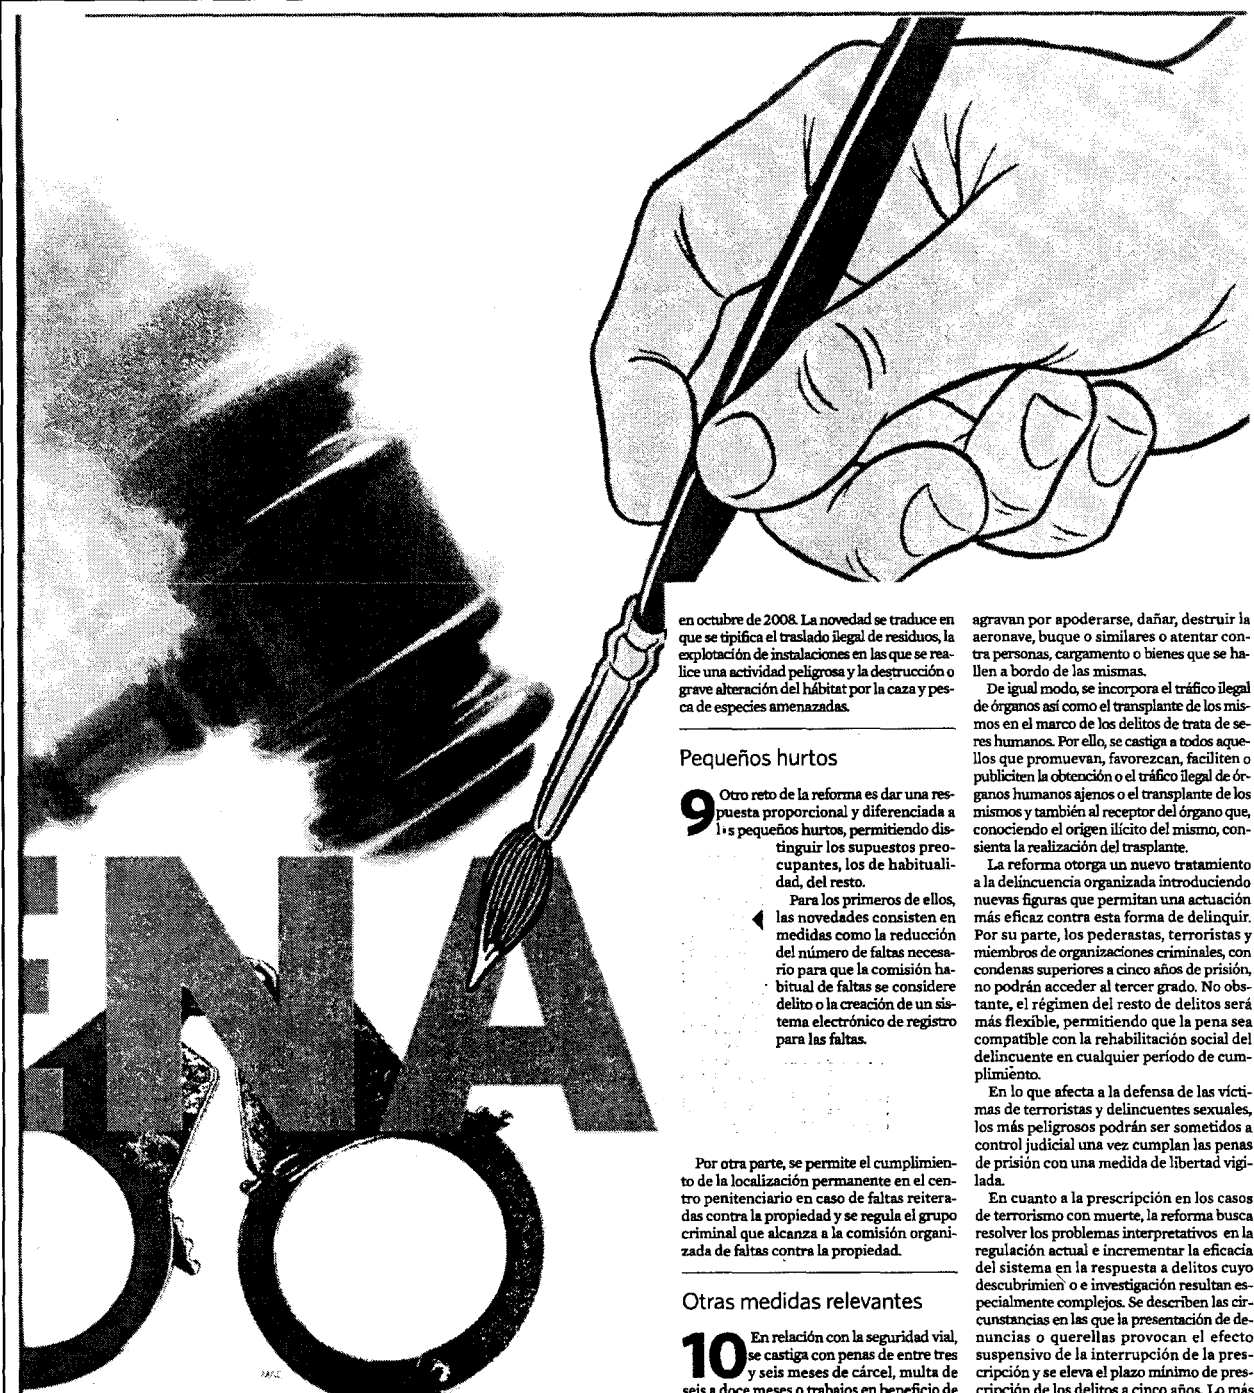 ENA
DO
en octubre de 2008. La novedad se traduce en
que se tipifica el traslado ilegal de residuos, la
explotación de instalaciones en las que se rea-
lice una actividad peligrosa y la destrucción o
grave alteración del hábitat por la caza y pes-
ca de especies amenazadas.
Pequeños hurtos
9 Otro reto de la reforma es dar una res-
puesta proporcional y diferenciada a
los pequeños hurtos, permitiendo dis-
tinguir los supuestos preo-
cupantes, los de habituali-
dad, del resto.
Para los primeros de ellos,
las novedades consisten en
medidas como la reducción
del número de faltas necesa-
rio para que la comisión ha-
bitual de faltas se considere
delito o la creación de un sis-
tema electrónico de registro
para las faltas.
Por otra parte, se permite el cumplimien-
to de la localización permanente en el cen-
tro penitenciario en caso de faltas reitera-
das contra la propiedad y se regula el grupo
criminal que alcanza a la comisión organi-
zada de faltas contra la propiedad.
Otras medidas relevantes
10 En relación con la seguridad vial,
se castiga con penas de entre tres
y seis meses de cárcel, multa de
seis a doce meses o trabajos en beneficio de
agravan por apoderarse, dañar, destruir la
aeronave, buque o similares o atentar con-
tra personas, cargamento o bienes que se ha-
llen a bordo de las mismas.
De igual modo, se incorpora el tráfico ilegal
de órganos así como el transplante de los mis-
mos en el marco de los delitos de trata de se-
res humanos. Por ello, se castiga a todos aque-
llos que promuevan, favorezcan, faciliten o
publiciten la obtención o el tráfico ilegal de ór-
ganos humanos ajenos o el transplante de los
mismos y también al receptor del órgano que,
conociendo el origen ilícito del mismo, con-
sienta la realización del trasplante.
La reforma otorga un nuevo tratamiento
a la delincuencia organizada introduciendo
nuevas figuras que permitan una actuación
más eficaz contra esta forma de delinquir.
Por su parte, los pederastas, terroristas y
miembros de organizaciones criminales, con
condenas superiores a cinco años de prisión,
no podrán acceder al tercer grado. No obs-
tante, el régimen del resto de delitos será
más flexible, permitiendo que la pena sea
compatible con la rehabilitación social del
delincuente en cualquier período de cum-
plimiento.
En lo que afecta a la defensa de las vícti-
mas de terroristas y delincuentes sexuales,
los más peligrosos podrán ser sometidos a
control judicial una vez cumplan las penas
de prisión con una medida de libertad vigi-
lada.
En cuanto a la prescripción en los casos
de terrorismo con muerte, la reforma busca
resolver los problemas interpretativos en la
regulación actual e incrementar la eficacia
del sistema en la respuesta a delitos cuyo
descubrimien o e investigación resultan es-
pecialmente complejos. Se describen las cir-
cunstancias en las que la presentación de de-
nuncias o querellas provocan el efecto
suspensivo de la interrupción de la pres-
cripción y se eleva el plazo mínimo de pres-
cripción de los delitos a cinco años. Lo más